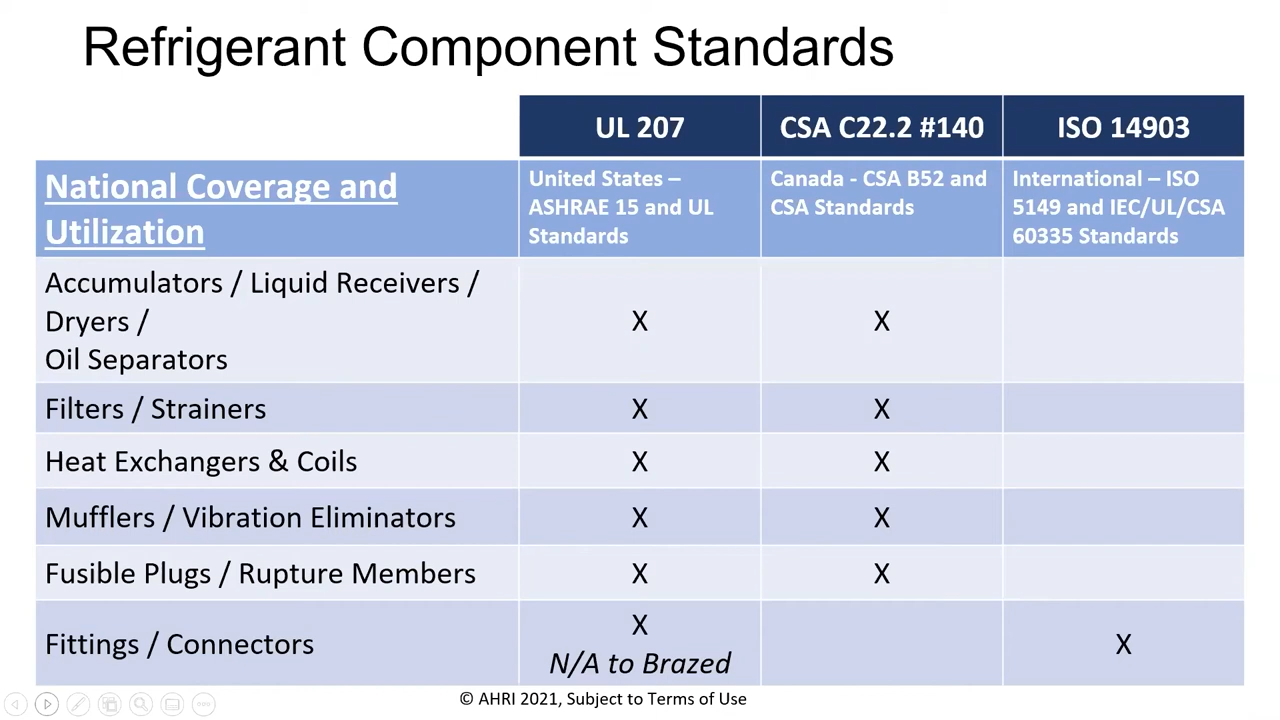 Refrigerant Component Standards
UL 207
CSA C22.2 #140
ISO 14903
National Coverage and
Utilization
United States –
ASHRAE 15 and UL
Standards
Canada - CSA B52 and
CSA Standards
International – ISO
5149 and IEC/UL/CSA
60335 Standards
Accumulators / Liquid Receivers /
Dryers /
Oil Separators
X
X
Filters / Strainers
X
X
Heat Exchangers & Coils
X
X
Mufflers / Vibration Eliminators
X
X
Fusible Plugs / Rupture Members
X
X
Fittings / Connectors
X
N/A to Brazed
X
© AHRI 2021, Subject to Terms of Use